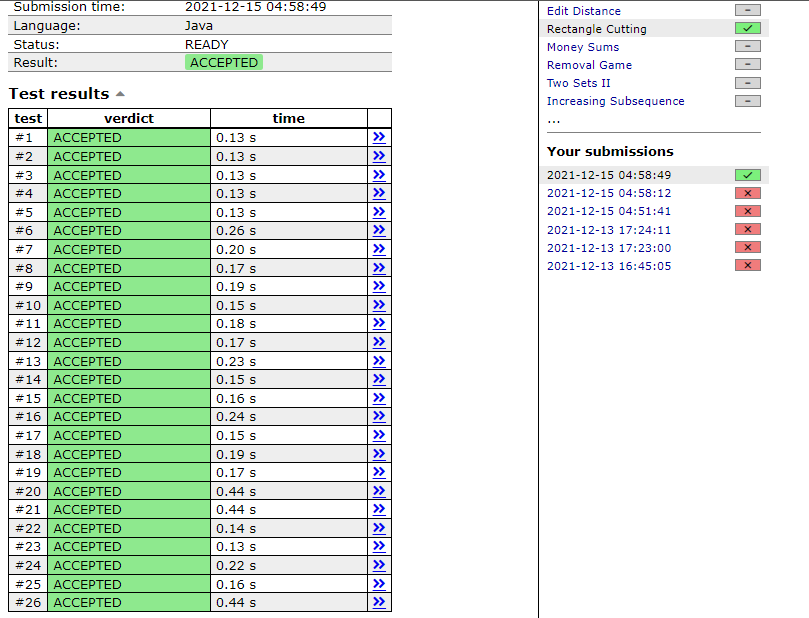 Submission time: 2021-12-15 04:58:49
Language: Java
Status: READY
Result: ACCEPTED
Test results
test verdict time
#1 ACCEPTED 0.13 s >>
#2 ACCEPTED 0.13 s >>
#3 ACCEPTED 0.13 s >>
#4 ACCEPTED 0.13 s >>
#5 ACCEPTED 0.13 s >>
#6 ACCEPTED 0.26 s >>
#7 ACCEPTED 0.20 s >>
#8 ACCEPTED 0.17 s >>
#9 ACCEPTED 0.19 s >>
#10 ACCEPTED 0.15 s >>
#11 ACCEPTED 0.18 s >>
#12 ACCEPTED 0.17 s >>
#13 ACCEPTED 0.23 s >>
#14 ACCEPTED 0.15 s >>
#15 ACCEPTED 0.16 s >>
#16 ACCEPTED 0.24 s >>
#17 ACCEPTED 0.15 s >>
#18 ACCEPTED 0.19 s >>
#19 ACCEPTED 0.17 s >>
#20 ACCEPTED 0.44 s >>
#21 ACCEPTED 0.44 s >>
#22 ACCEPTED 0.14 s >>
#23 ACCEPTED 0.13 s >>
#24 ACCEPTED 0.22 s >>
#25 ACCEPTED 0.16 s >>
#26 ACCEPTED 0.44 s >>
Edit Distance –
Rectangle Cutting ✓
Money Sums –
Removal Game –
Two Sets II –
Increasing Subsequence –
...
Your submissions
2021-12-15 04:58:49 ✓
2021-12-15 04:58:12 ×
2021-12-15 04:51:41 ×
2021-12-13 17:24:11 ×
2021-12-13 17:23:00 ×
2021-12-13 16:45:05 ×